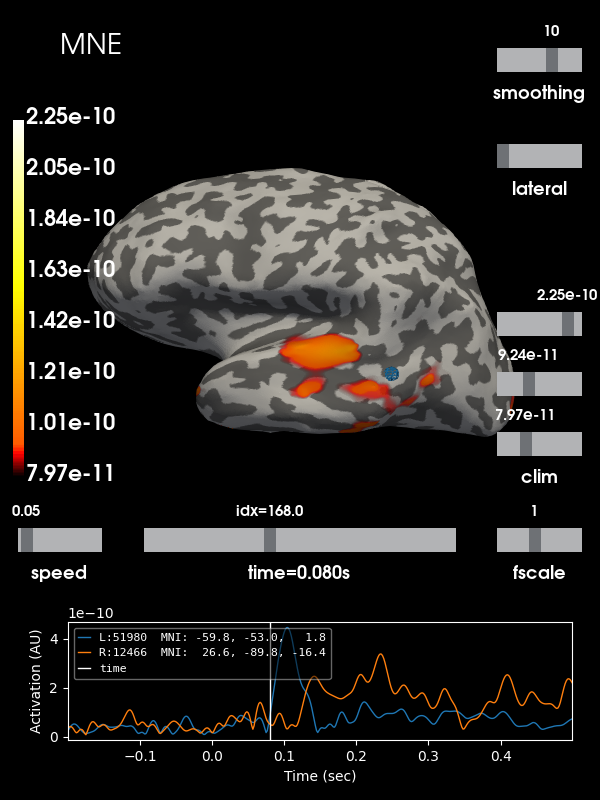 MNE
10
smoothing
lateral
2.25e-10
2.05e-10
1.84e-10
1.63e-10
1.42e-10
1.21e-10
1.01e-10
7.97e-11
2.25e-10
9.24e-11
7.97e-11
clim
0.05
speed
idx=168.0
time=0.080s
1
fscale
1e−10
Activation (AU)
4
2
0
L:51980 MNI: -59.8, -53.0, 1.8
R:12466 MNI: 26.6, -89.8, -16.4
time
−0.1 0.0 0.1 0.2 0.3 0.4
Time (sec)